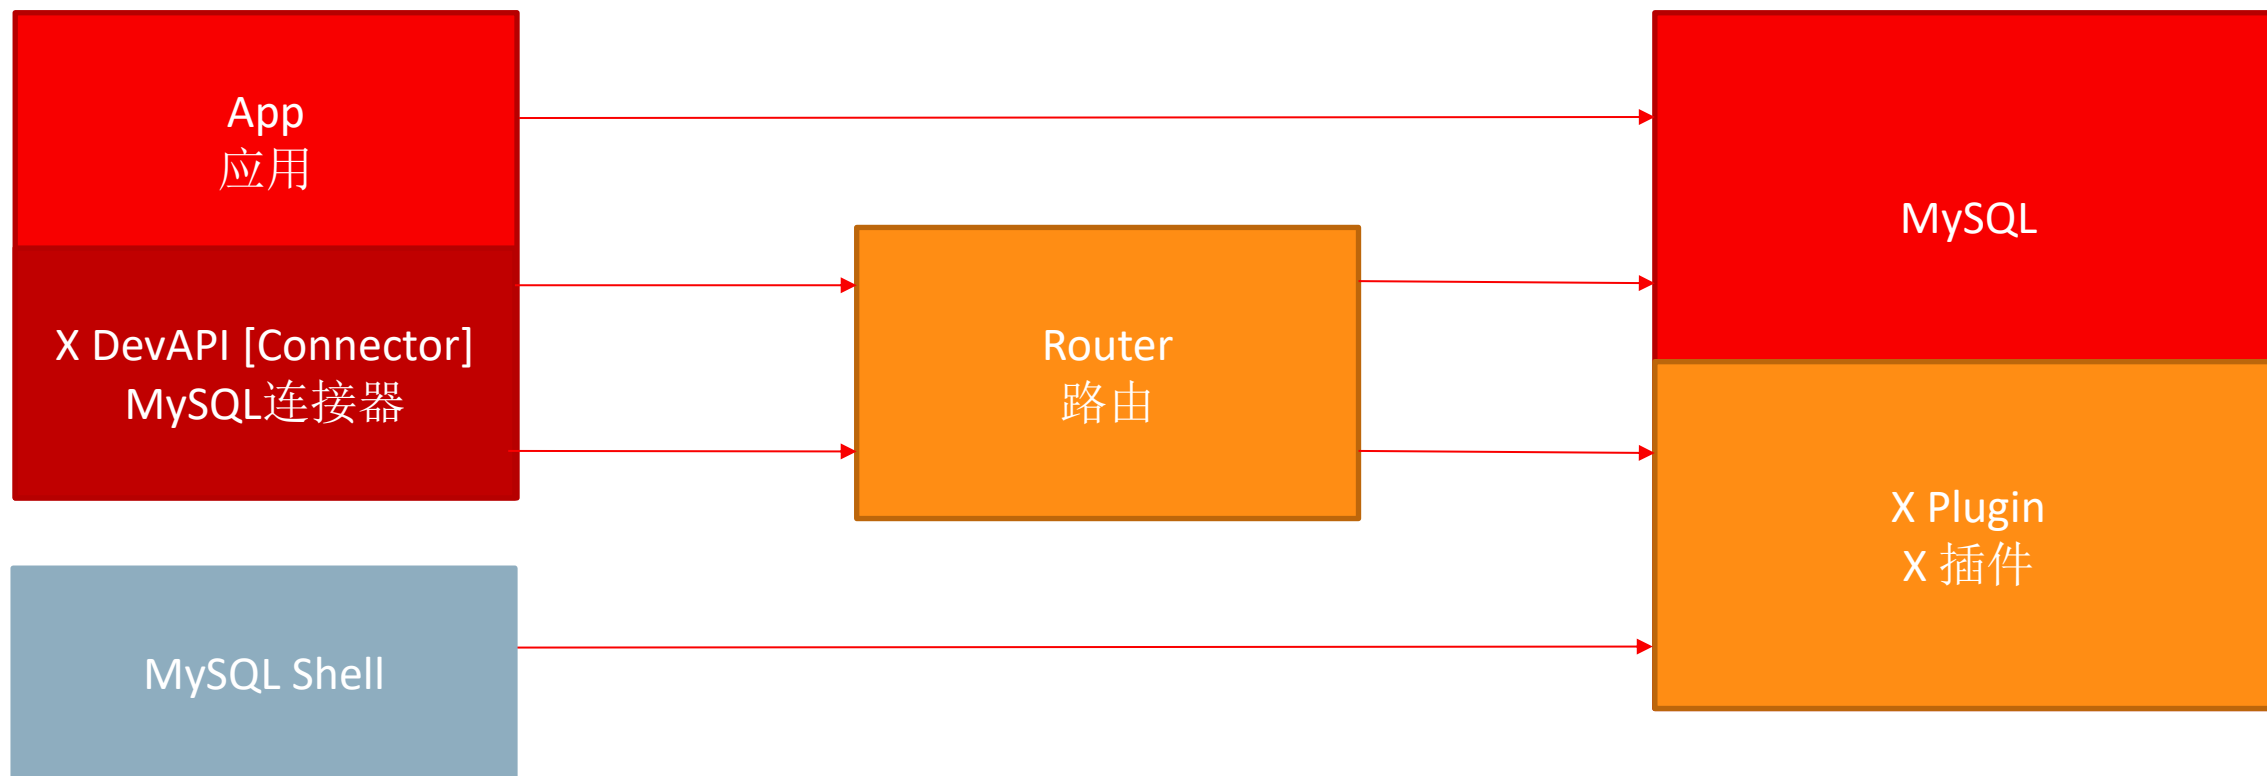 App
应用
X DevAPI [Connector]
MySQL连接器
MySQL Shell
Router
路由
MySQL
X Plugin
X 插件